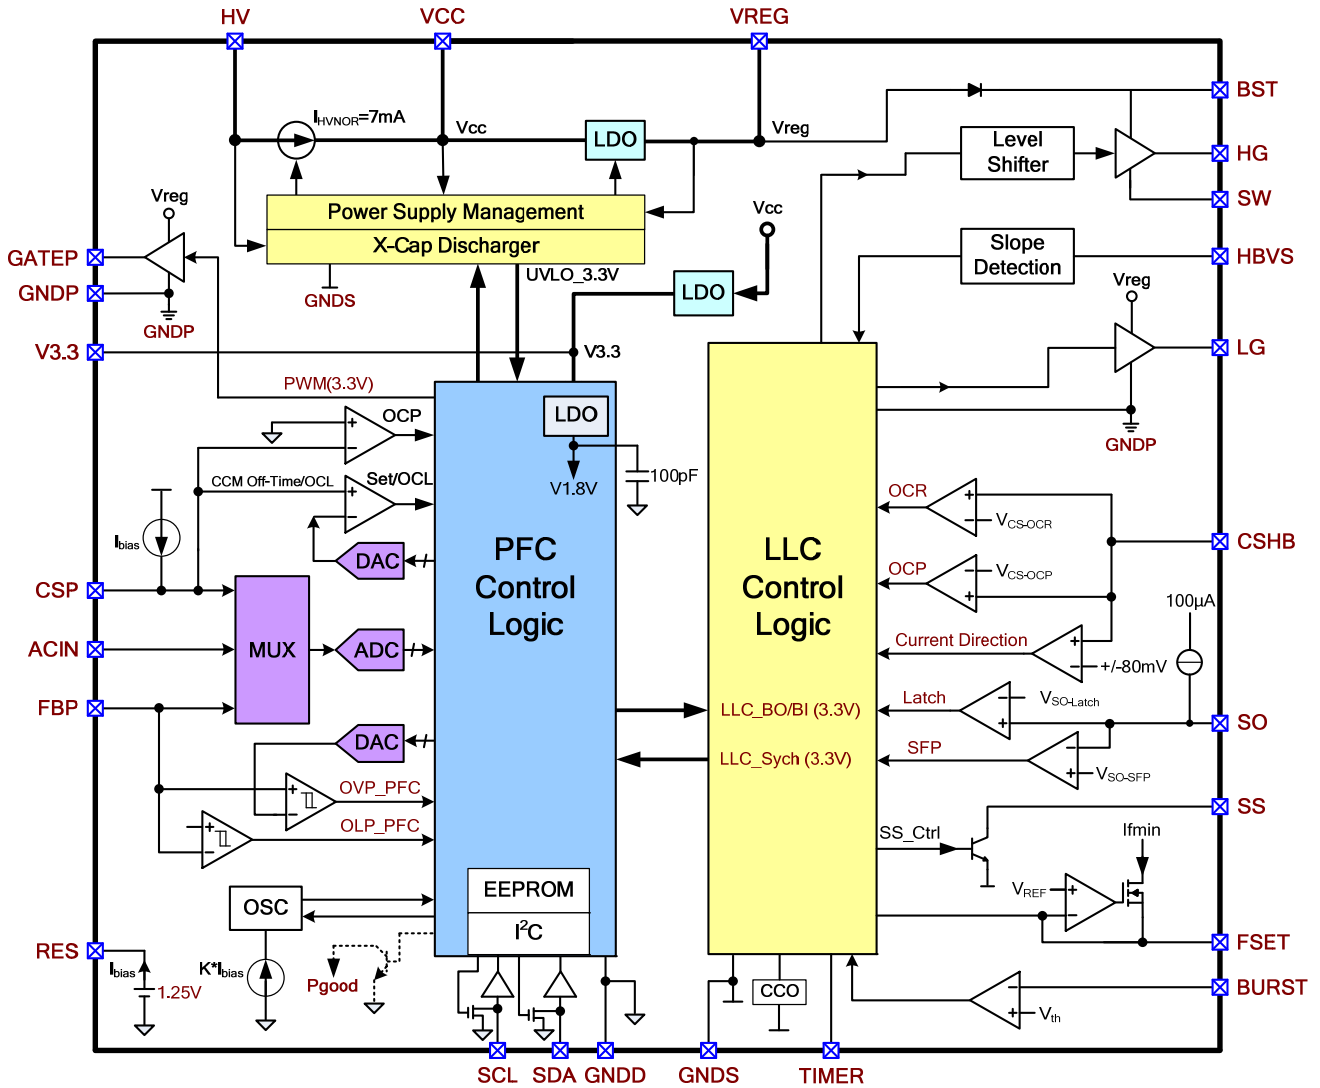 HV
VCC
VREG
BST
HG
SW
HBVS
LG
CSHB
SO
SS
FSET
BURST
GATEP
GNDP
V3.3
CSP
ACIN
FBP
RES
SCL
SDA
GNDD
GNDS
TIMER
IHVNOR=7mA
Vcc
LDO
Vreg
Level
Shifter
Power Supply Management
X-Cap Discharger
Vreg
Vcc
Slope
Detection
GNDS
UVLO_3.3V
LDO
Vreg
GNDP
V3.3
PWM(3.3V)
OCP
LDO
GNDP
CCM Off-Time/OCL
Set/OCL
V1.8V
100pF
OCR
VCS-OCR
Ibias
DAC
PFC
Control
Logic
LLC
Control
Logic
OCP
VCS-OCP
100µA
MUX
ADC
Current Direction
+/-80mV
LLC_BO/BI (3.3V)
Latch
VSO-Latch
DAC
LLC_Sych (3.3V)
SFP
VSO-SFP
OVP_PFC
OLP_PFC
SS_Ctrl
Ifmin
EEPROM
VREF
OSC
I2C
Ibias
K*Ibias
1.25V
Pgood
CCO
Vth